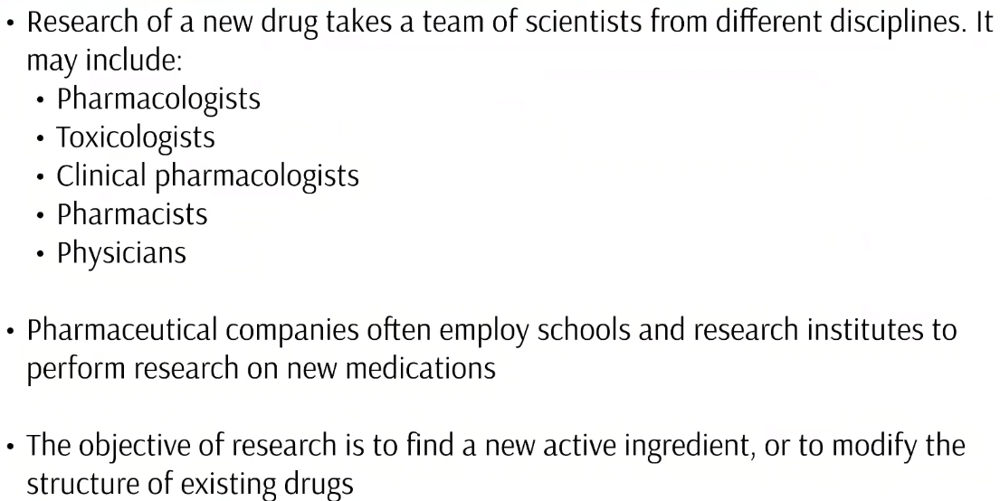 • Research of a new drug takes a team of scientists from different disciplines. It
may include:
• Pharmacologists
• Toxicologists
• Clinical pharmacologists
• Pharmacists
• Physicians
• Pharmaceutical companies often employ schools and research institutes to
perform research on new medications
• The objective of research is to find a new active ingredient, or to modify the
structure of existing drugs